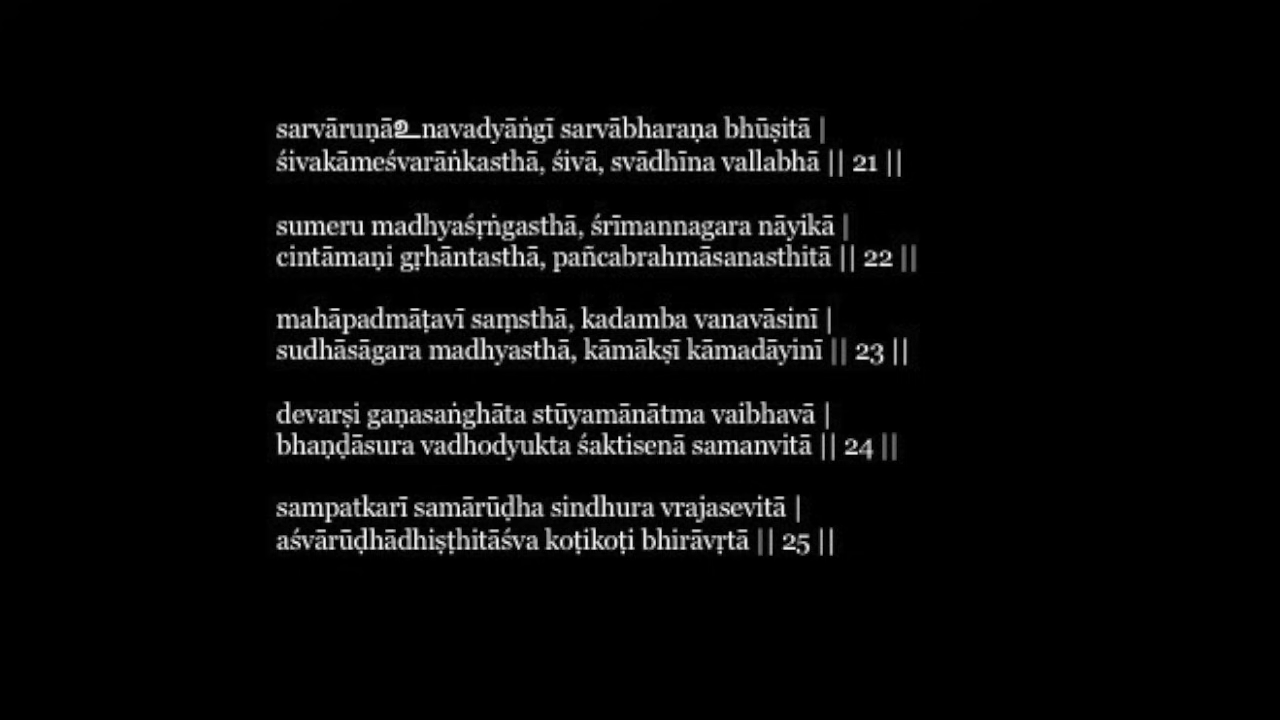 sarvāruṇāഉnavadyāṅgī sarvābharaṇa bhūṣitā |
śivakāmeśvarāṅkasthā, śivā, svādhīna vallabhā || 21 ||
sumeru madhyaśṛṅgasthā, śrīmannagara nāyikā |
cintāmaṇi gṛhāntasthā, pañcabrahmāsanasthitā || 22 ||
mahāpadmāṭavī saṃsthā, kadamba vanavāsinī |
sudhāsāgara madhyasthā, kāmākṣī kāmadāyinī || 23 ||
devarṣi gaṇasaṅghāta stūyamānātma vaibhavā |
bhaṇḍāsura vadhodyukta śaktisenā samanvitā || 24 ||
sampatkarī samārūḍha sindhura vrajasevitā |
aśvārūḍhādhiṣṭhitāśva koṭikoṭi bhirāvṛtā || 25 ||